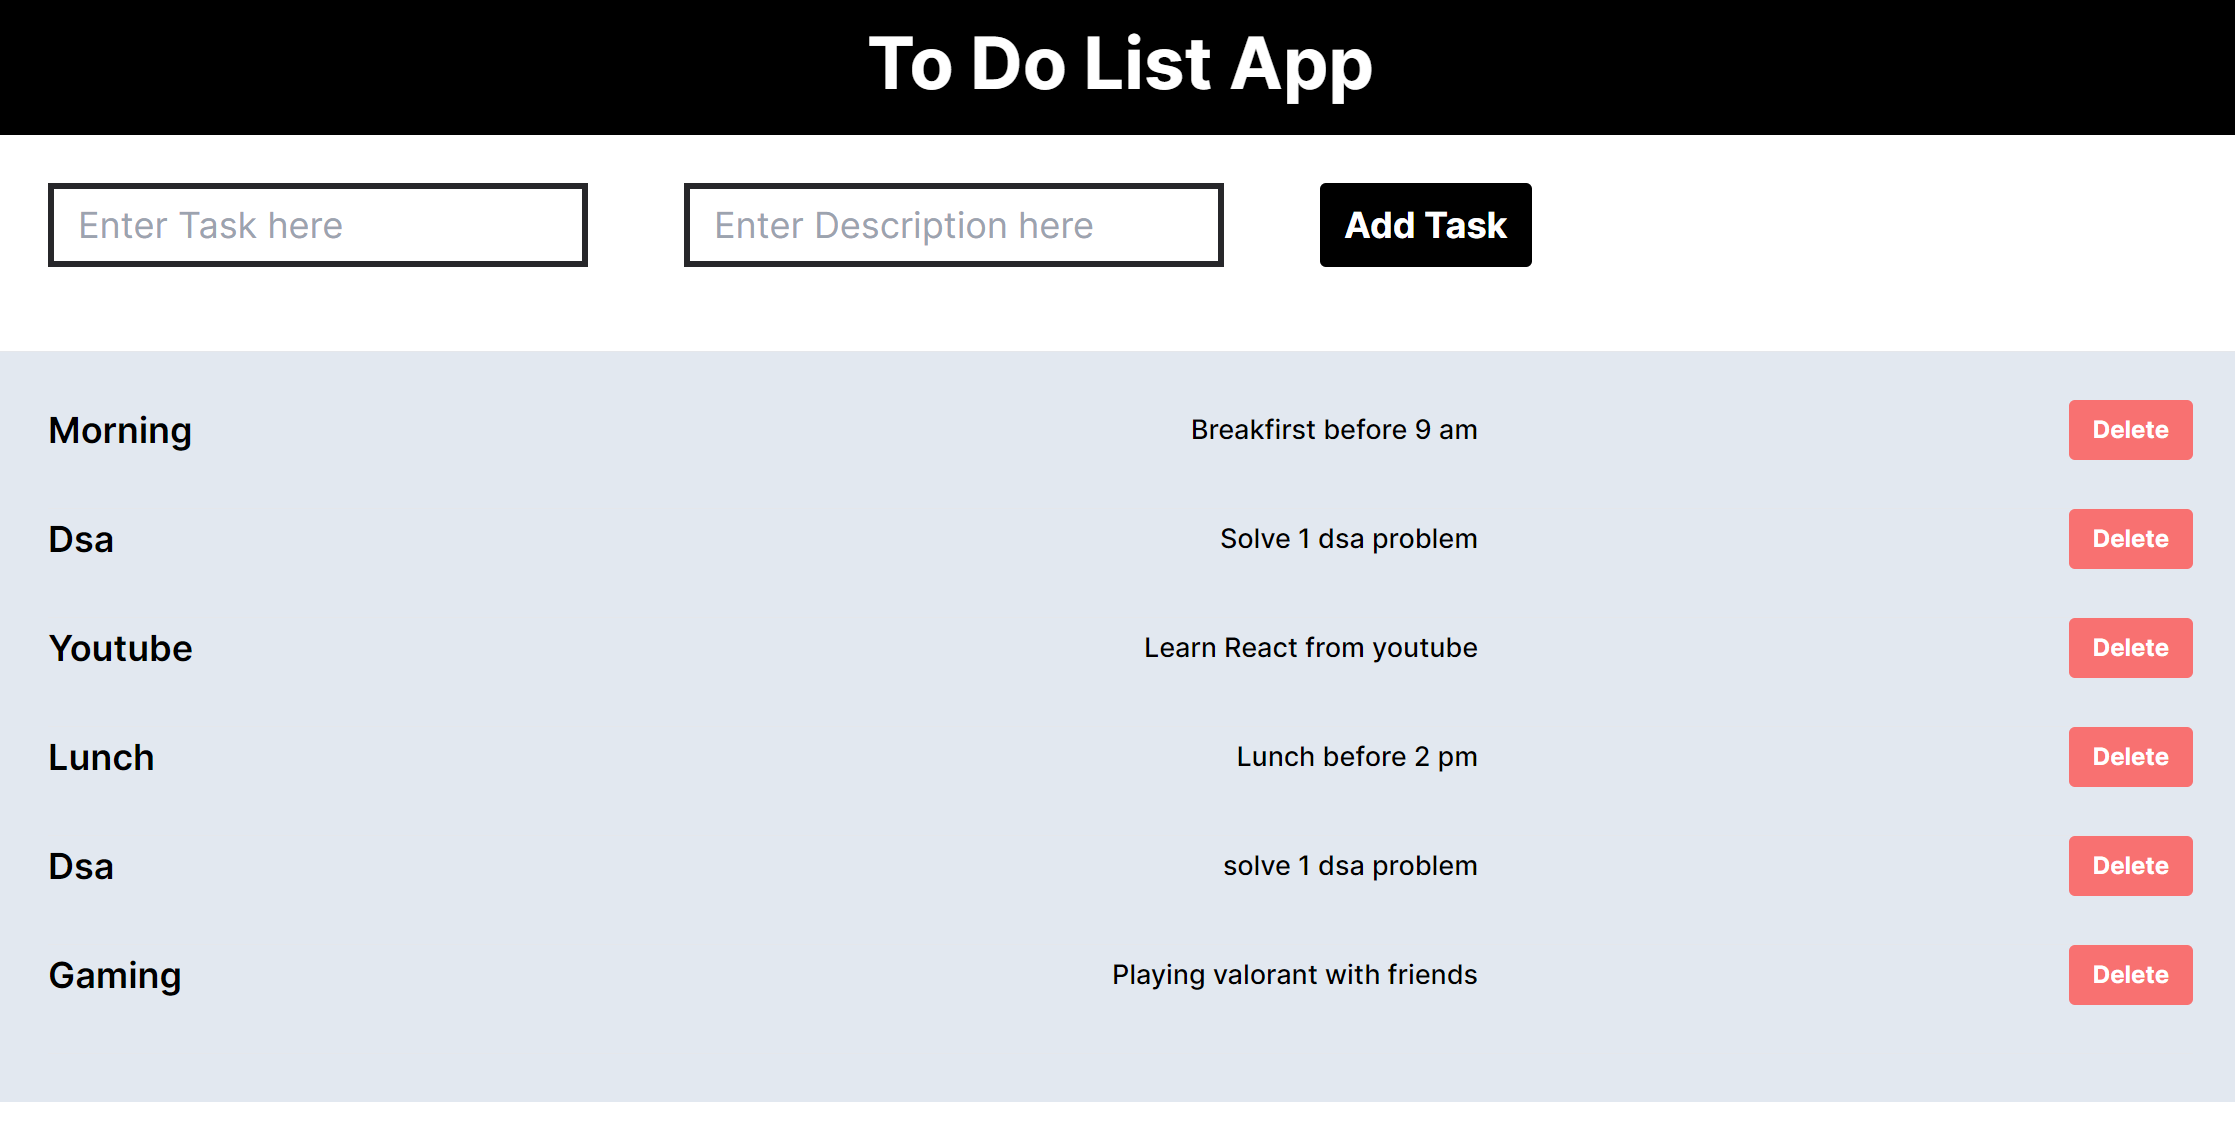 To Do List App
Enter Task here
Enter Description here
Add Task
Morning
Breakfirst before 9 am
Delete
Dsa
Solve 1 dsa problem
Delete
Youtube
Learn React from youtube
Delete
Lunch
Lunch before 2 pm
Delete
Dsa
solve 1 dsa problem
Delete
Gaming
Playing valorant with friends
Delete